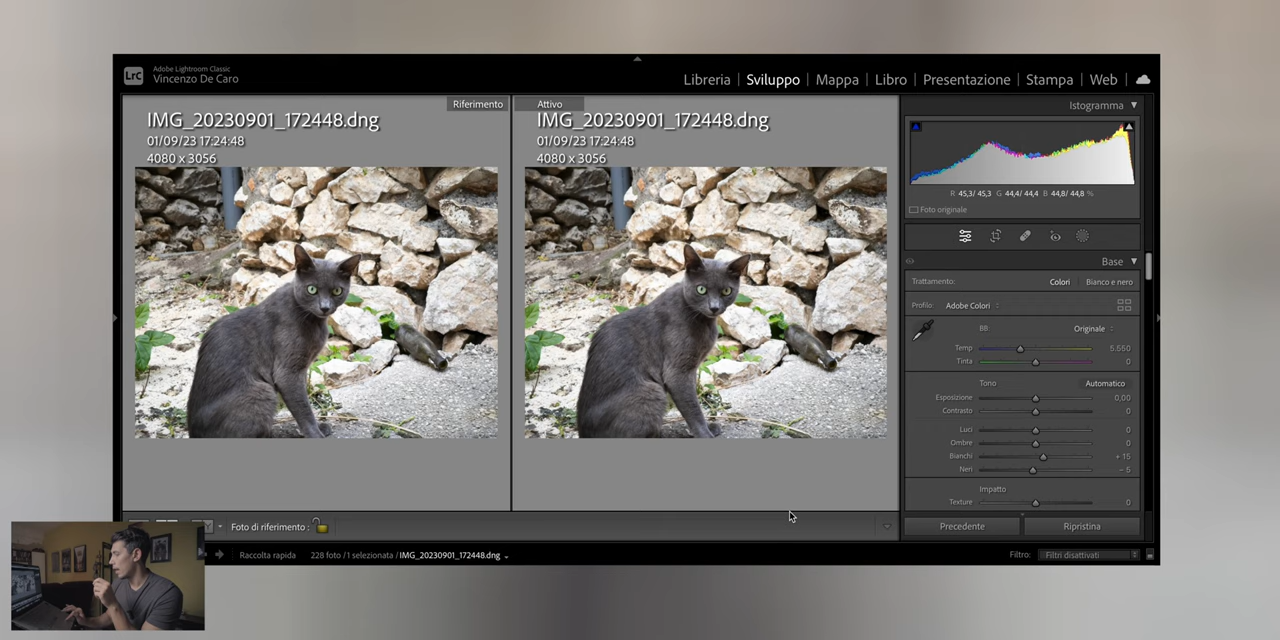 LrC
Adobe Lightroom Classic
Vincenzo De Caro
Libreria | Sviluppo | Mappa | Libro | Presentazione | Stampa | Web
Riferimento
IMG_20230901_172448.dng
01/09/23 17:24:48
4080 x 3056
Attivo
IMG_20230901_172448.dng
01/09/23 17:24:48
4080 x 3056
Istogramma
R 45,3/ 45,3 G 44,4/ 44,4 B 44,8/ 44,8 %
Foto originale
Base
Trattamento: Colori Bianco e nero
Profilo: Adobe Colori
BB: Originale
Temp 5.550
Tinta 0
Tono Automatico
Esposizione 0,00
Contrasto 0
Luci 0
Ombre 0
Bianchi + 15
Neri - 5
Impatto
Texture 0
Precedente Ripristina
Foto di riferimento :
Raccolta rapida 228 foto /1 selezionata /IMG_20230901_172448.dng
Filtro: Filtri disattivati